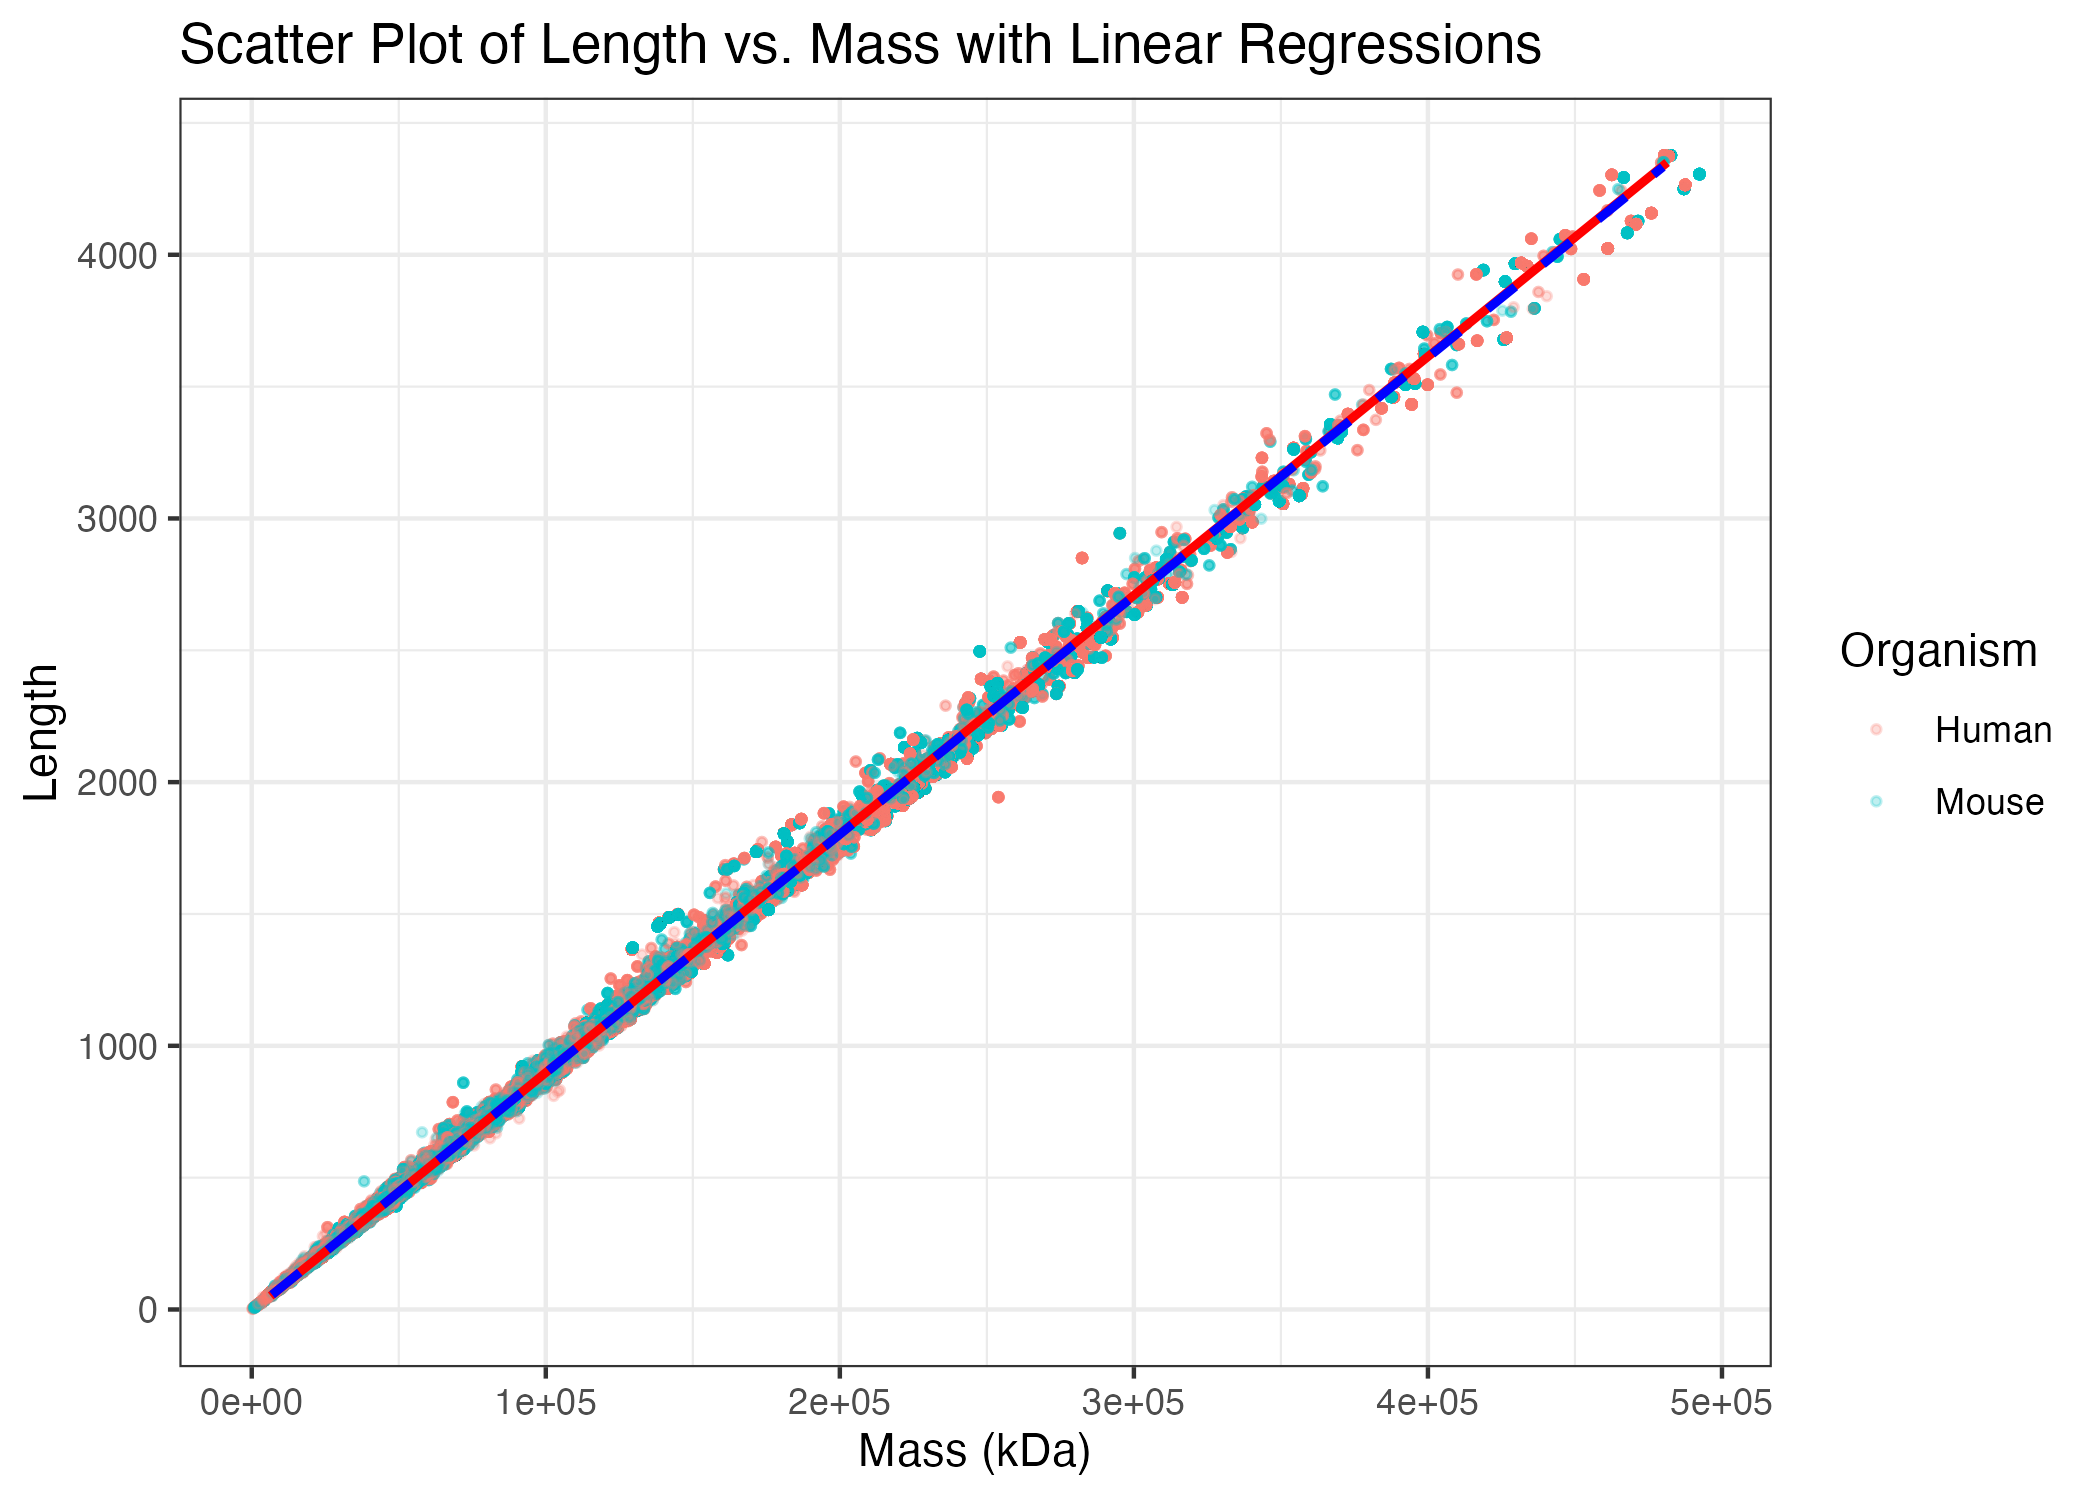 Scatter Plot of Length vs. Mass with Linear Regressions
4000
3000
2000
1000
0
Length
0e+00 1e+05 2e+05 3e+05 4e+05 5e+05
Mass (kDa)
Organism
Human
Mouse